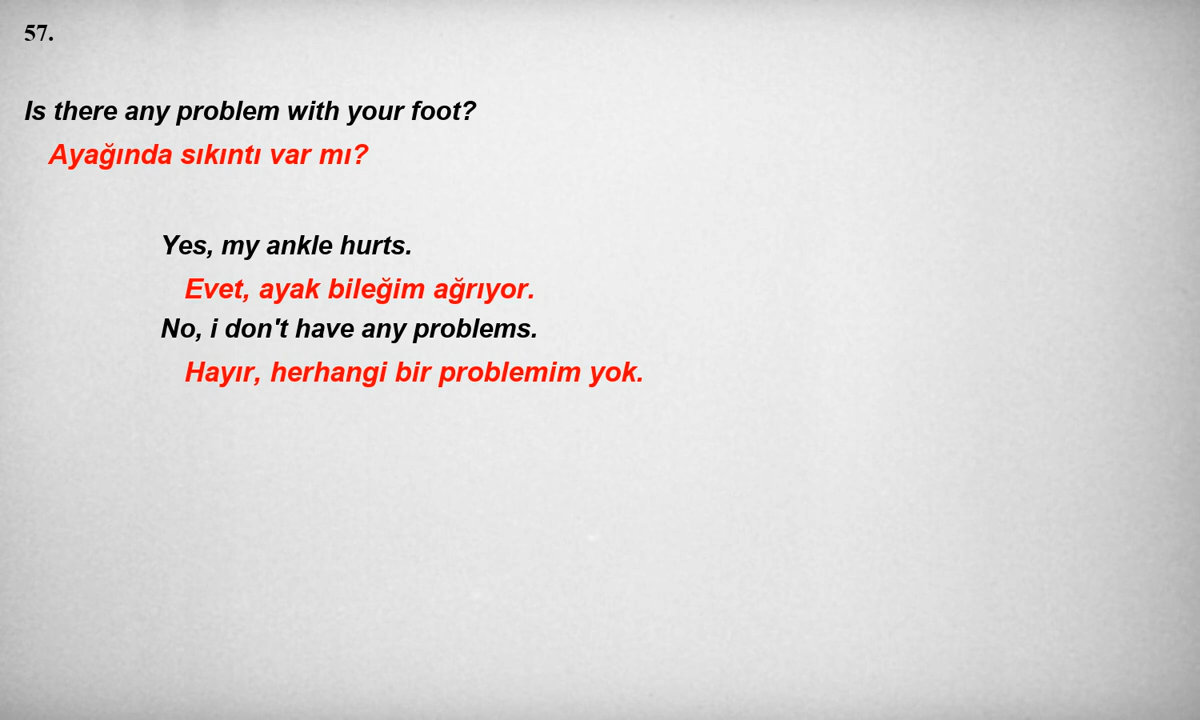 57.
Is there any problem with your foot?
Ayağında sıkıntı var mı?
Yes, my ankle hurts.
Evet, ayak bileğim ağrıyor.
No, i don't have any problems.
Hayır, herhangi bir problemim yok.